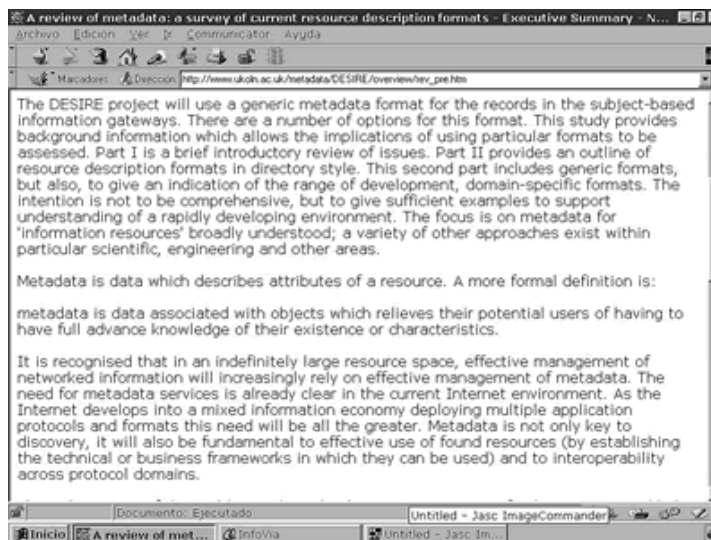 A review of metadata: a survey of current resource description formats - Executive Summary - N...
Archivo Edición Ver Ir Communicator Ayuda
Marcadores Dirección http://www.ukoln.ac.uk/metadata/DESIRE/overview/rev_pre.htm
The DESIRE project will use a generic metadata format for the records in the subject-based
information gateways. There are a number of options for this format. This study provides
background information which allows the implications of using particular formats to be
assessed. Part I is a brief introductory review of issues. Part II provides an outline of
resource description formats in directory style. This second part includes generic formats,
but also, to give an indication of the range of development, domain-specific formats. The
intention is not to be comprehensive, but to give sufficient examples to support
understanding of a rapidly developing environment. The focus is on metadata for
'information resources' broadly understood; a variety of other approaches exist within
particular scientific, engineering and other areas.
Metadata is data which describes attributes of a resource. A more formal definition is:
metadata is data associated with objects which relieves their potential users of having to
have full advance knowledge of their existence or characteristics.
It is recognised that in an indefinitely large resource space, effective management of
networked information will increasingly rely on effective management of metadata. The
need for metadata services is already clear in the current Internet environment. As the
Internet develops into a mixed information economy deploying multiple application
protocols and formats this need will be all the greater. Metadata is not only key to
discovery, it will also be fundamental to effective use of found resources (by establishing
the technical or business frameworks in which they can be used) and to interoperability
across protocol domains.
Documento: Ejecutado
Untitled - Jasc ImageCommander
Inicio A review of met... InfoVia Untitled - Jasc Im...